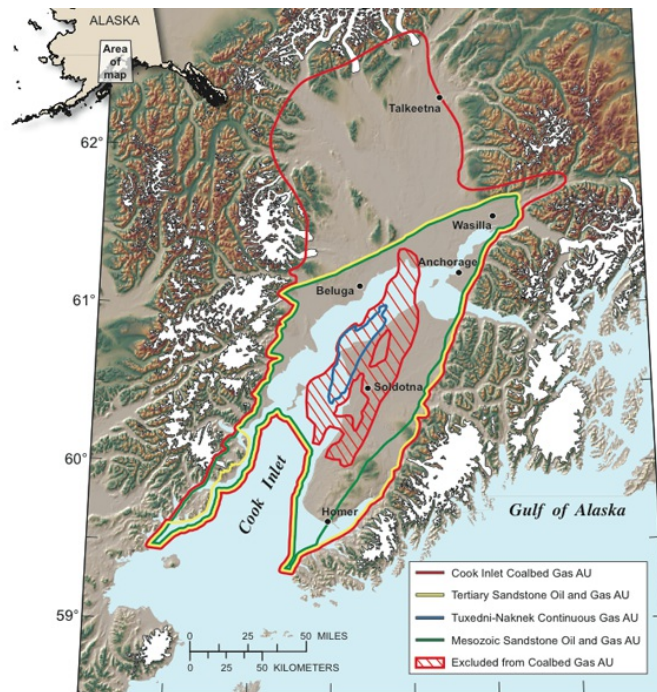 ALASKA
Area of
map
Talkeetna
62°
Wasilla
Anchorage
61°
Beluga
Soldotna
60°
Cook Inlet
Gulf of Alaska
Homer
Cook Inlet Coalbed Gas AU
Tertiary Sandstone Oil and Gas AU
59°
Tuxedni-Naknek Continuous Gas AU
0 25 50 MILES
Mesozoic Sandstone Oil and Gas AU
0 25 50 KILOMETERS
Excluded from Coalbed Gas AU